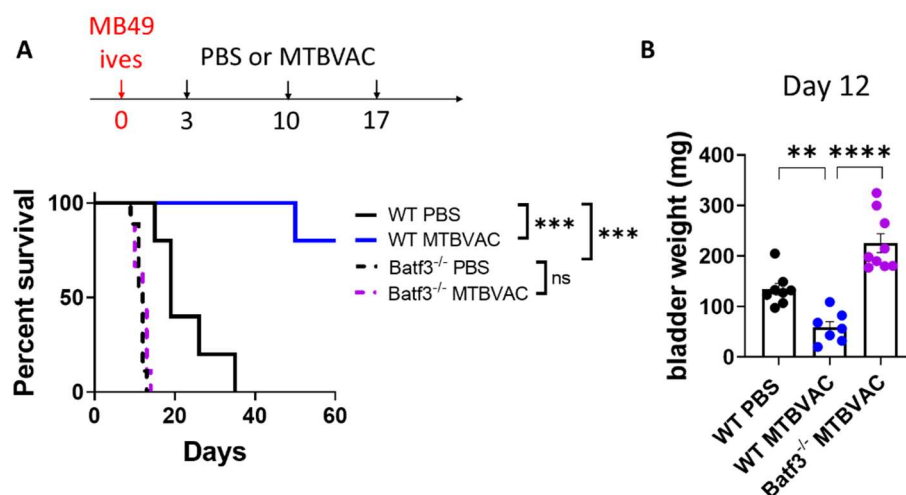 A
MB49
ives
PBS or MTBVAC
0 3 10 17
Percent survival
100
50
0
0 20 40 60
Days
WT PBS
WT MTBVAC
Batf3-/- PBS
Batf3-/- MTBVAC
***
***
ns
B
Day 12
** ****
bladder weight (mg)
400
300
200
100
0
WT PBS
WT MTBVAC
Batf3-/- MTBVAC